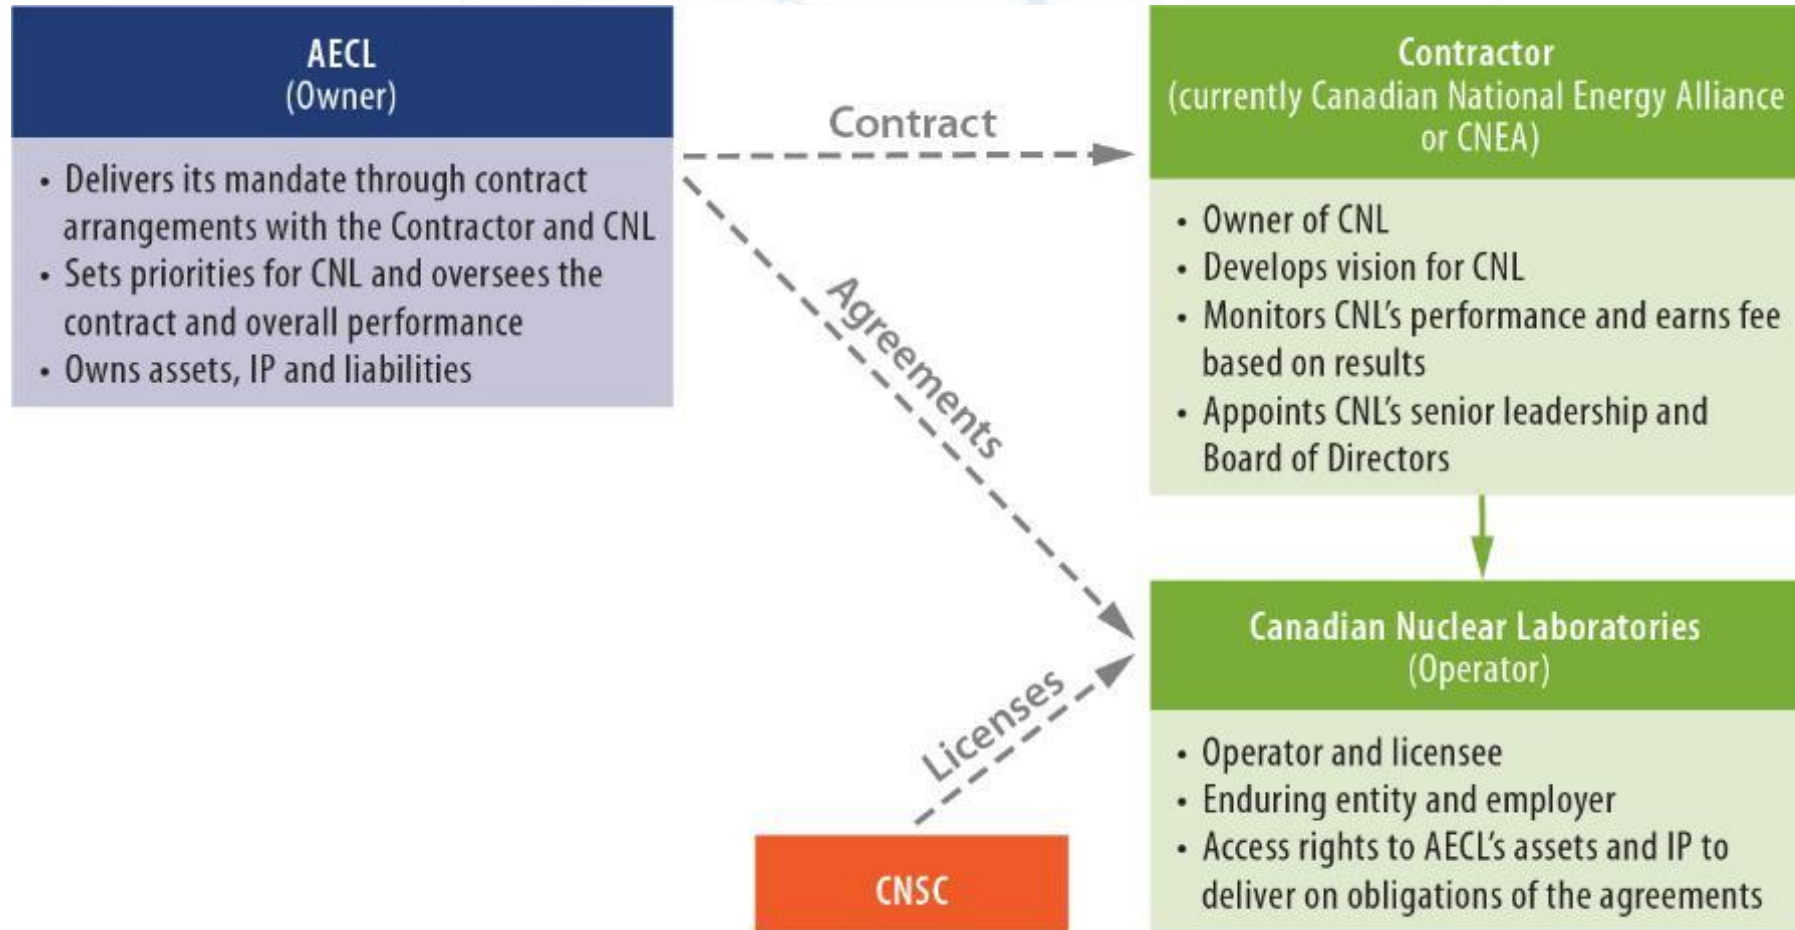 AECL
(Owner)
• Delivers its mandate through contract
arrangements with the Contractor and CNL
• Sets priorities for CNL and oversees the
contract and overall performance
• Owns assets, IP and liabilities
Contract
Agreements
Licenses
CNSC
Contractor
(currently Canadian National Energy Alliance
or CNEA)
• Owner of CNL
• Develops vision for CNL
• Monitors CNL’s performance and earns fee
based on results
• Appoints CNL’s senior leadership and
Board of Directors
Canadian Nuclear Laboratories
(Operator)
• Operator and licensee
• Enduring entity and employer
• Access rights to AECL’s assets and IP to
deliver on obligations of the agreements